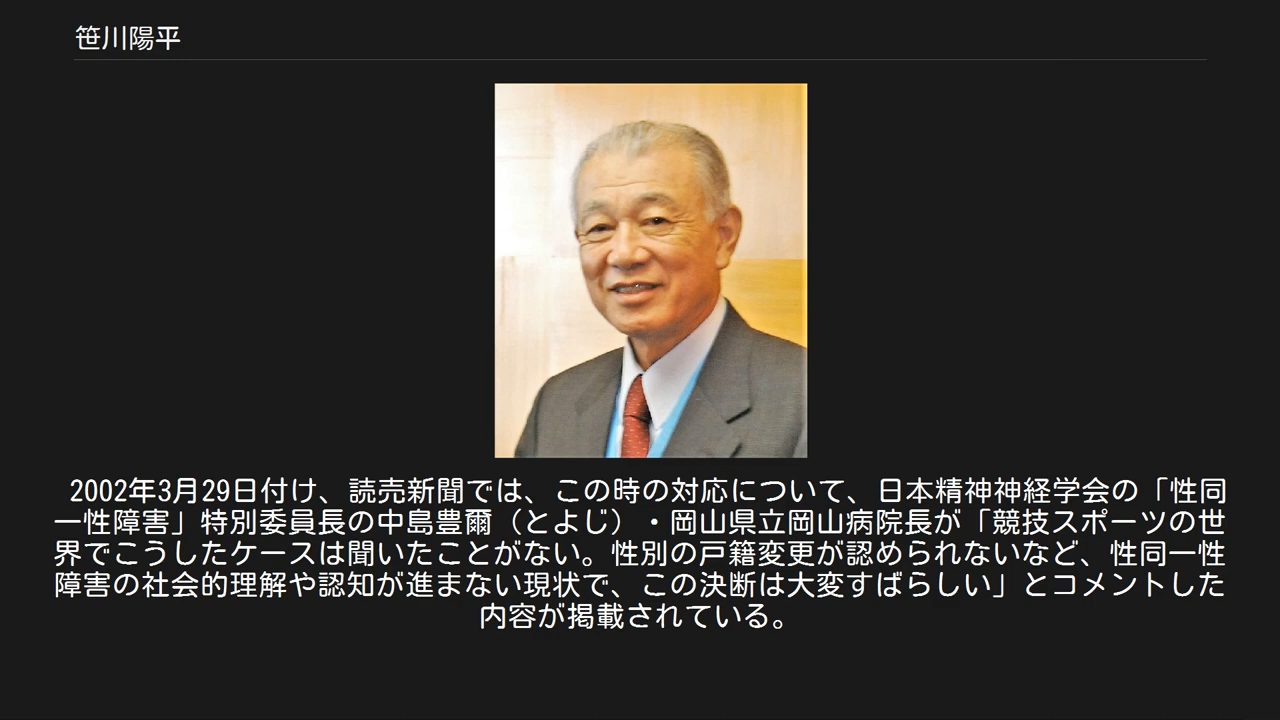 笹川陽平
2002年3月29日付け、読売新聞では、この時の対応について、日本精神神経学会の「性同
一性障害」特別委員長の中島豊爾（とよじ）・岡山県立岡山病院長が「競技スポーツの世
界でこうしたケースは聞いたことがない。性別の戸籍変更が認められないなど、性同一性
障害の社会的理解や認知が進まない現状で、この決断は大変すばらしい」とコメントした
内容が掲載されている。